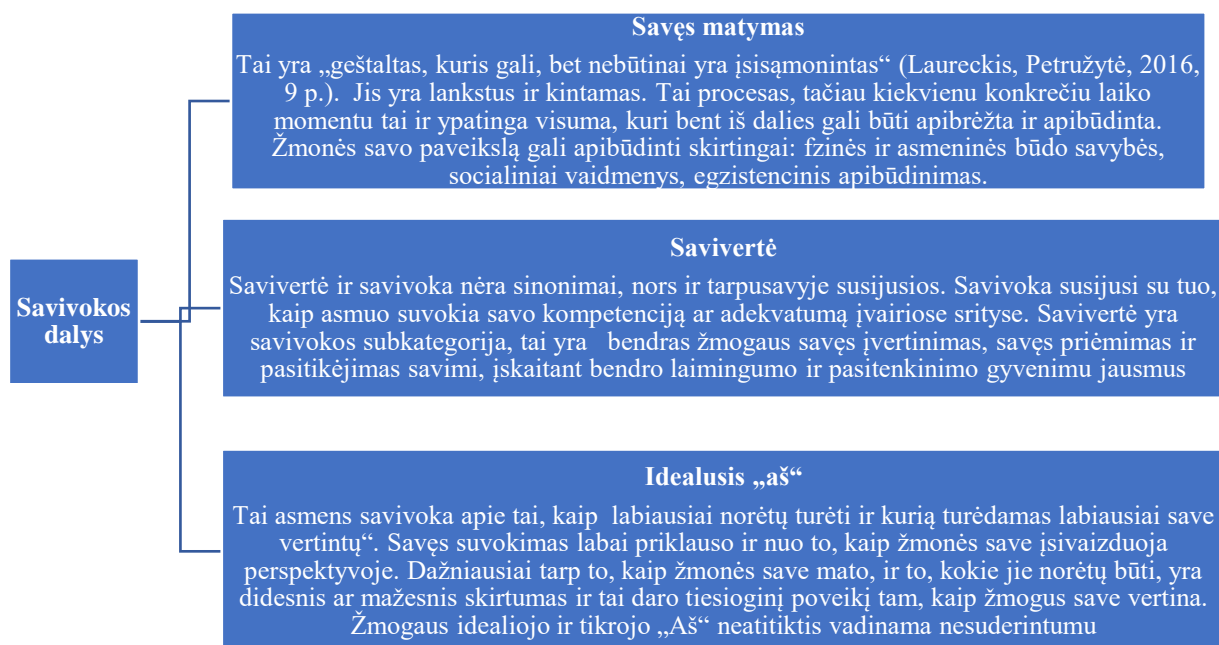 Savivokos
dalys
Savęs matymas
Tai yra „geštaltas, kuris gali, bet nebūtinai yra įsisąmonintas“ (Laureckis, Petružytė, 2016,
9 p.). Jis yra lankstus ir kintamas. Tai procesas, tačiau kiekvienu konkrečiu laiko
momentu tai ir ypatinga visuma, kuri bent iš dalies gali būti apibrėžta ir apibūdinta.
Žmonės savo paveikslą gali apibūdinti skirtingai: fzinės ir asmeninės būdo savybės,
socialiniai vaidmenys, egzistencinis apibūdinimas.
Savivertė
Savivertė ir savivoka nėra sinonimai, nors ir tarpusavyje susijusios. Savivoka susijusi su tuo,
kaip asmuo suvokia savo kompetenciją ar adekvatumą įvairiose srityse. Savivertė yra
savivokos subkategorija, tai yra bendras žmogaus savęs įvertinimas, savęs priėmimas ir
pasitikėjimas savimi, įskaitant bendro laimingumo ir pasitenkinimo gyvenimu jausmus
Idealusis „aš“
Tai asmens savivoka apie tai, kaip labiausiai norėtų turėti ir kurią turėdamas labiausiai save
vertintų“. Savęs suvokimas labai priklauso ir nuo to, kaip žmonės save įsivaizduoja
perspektyvoje. Dažniausiai tarp to, kaip žmonės save mato, ir to, kokie jie norėtų būti, yra
didesnis ar mažesnis skirtumas ir tai daro tiesioginį poveikį tam, kaip žmogus save vertina.
Žmogaus idealiojo ir tikrojo „Aš“ neatitiktis vadinama nesuderintumu